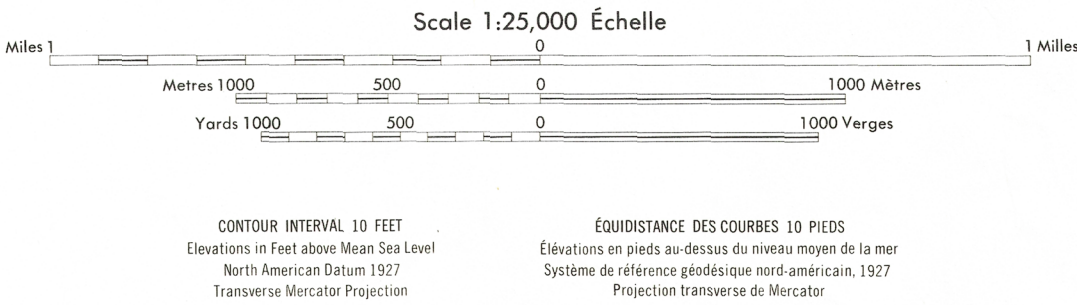 Scale 1:25,000 Échelle
Miles 1 0 1 Milles
Metres 1000 500 0 1000 Mètres
Yards 1000 500 0 1000 Verges
CONTOUR INTERVAL 10 FEET
Elevations in Feet above Mean Sea Level
North American Datum 1927
Transverse Mercator Projection
ÉQUIDISTANCE DES COURBES 10 PIEDS
Élévations en pieds au-dessus du niveau moyen de la mer
Système de référence géodésique nord-américain, 1927
Projection transverse de Mercator